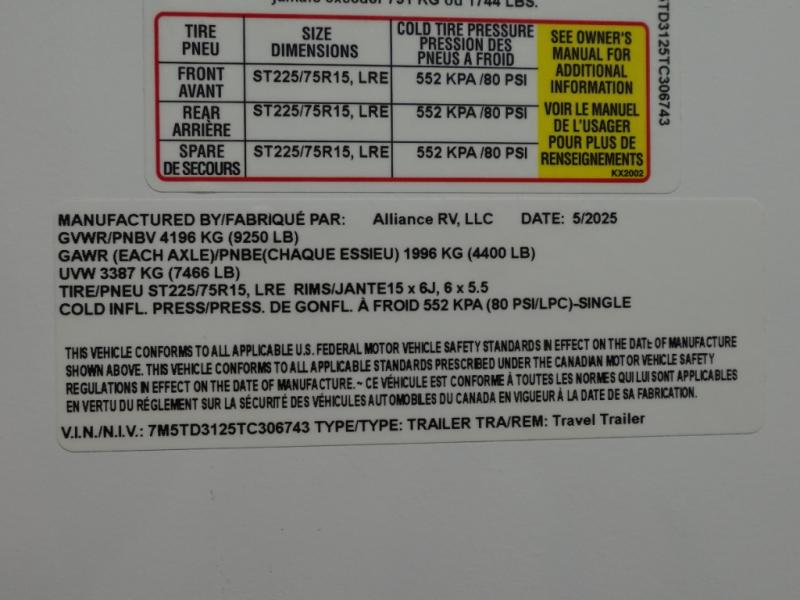 jamais excéder 791 KG ou 1744 LBS.
TIRE PNEU SIZE DIMENSIONS COLD TIRE PRESSURE PRESSION DES PNEUS A FROID
FRONT AVANT ST225/75R15, LRE 552 KPA /80 PSI
REAR ARRIÈRE ST225/75R15, LRE 552 KPA /80 PSI
SPARE DE SECOURS ST225/75R15, LRE 552 KPA /80 PSI
SEE OWNER'S
MANUAL FOR
ADDITIONAL
INFORMATION
VOIR LE MANUEL
DE L'USAGER
POUR PLUS DE
RENSEIGNEMENTS
KX2002
5TD3125TC306743
MANUFACTURED BY/FABRIQUÉ PAR: Alliance RV, LLC DATE: 5/2025
GVWR/PNBV 4196 KG (9250 LB)
GAWR (EACH AXLE)/PNBE(CHAQUE ESSIEU) 1996 KG (4400 LB)
UVW 3387 KG (7466 LB)
TIRE/PNEU ST225/75R15, LRE RIMS/JANTE15 x 6J, 6 x 5.5
COLD INFL. PRESS/PRESS. DE GONFL. À FROID 552 KPA (80 PSI/LPC)-SINGLE
THIS VEHICLE CONFORMS TO ALL APPLICABLE U.S. FEDERAL MOTOR VEHICLE SAFETY STANDARDS IN EFFECT ON THE DATE OF MANUFACTURE
SHOWN ABOVE. THIS VEHICLE CONFORMS TO ALL APPLICABLE STANDARDS PRESCRIBED UNDER THE CANADIAN MOTOR VEHICLE SAFETY
REGULATIONS IN EFFECT ON THE DATE OF MANUFACTURE.~ CE VÉHICULE EST CONFORME À TOUTES LES NORMES QUI LUI SONT APPLICABLES
EN VERTU DU RÉGLEMENT SUR LA SÉCURITÉ DES VÉHICULES AUTOMOBILES DU CANADA EN VIGUEUR À LA DATE DE SA FABRICATION.
V.I.N./N.I.V.: 7M5TD3125TC306743 TYPE/TYPE: TRAILER TRA/REM: Travel Trailer